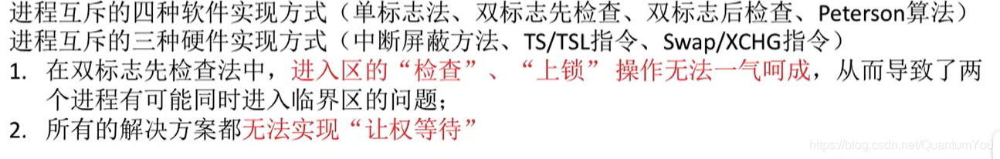 进程互斥的四种软件实现方式（单标志法、双标志先检查、双标志后检查、Peterson算法）
进程互斥的三种硬件实现方式（中断屏蔽方法、TS/TSL指令、Swap/XCHG指令）
1. 在双标志先检查法中，进入区的“检查”、“上锁” 操作无法一气呵成，从而导致了两
个进程有可能同时进入临界区的问题；
2. 所有的解决方案都无法实现“让权等待”
https://blog.csdn.net/QuantumYou